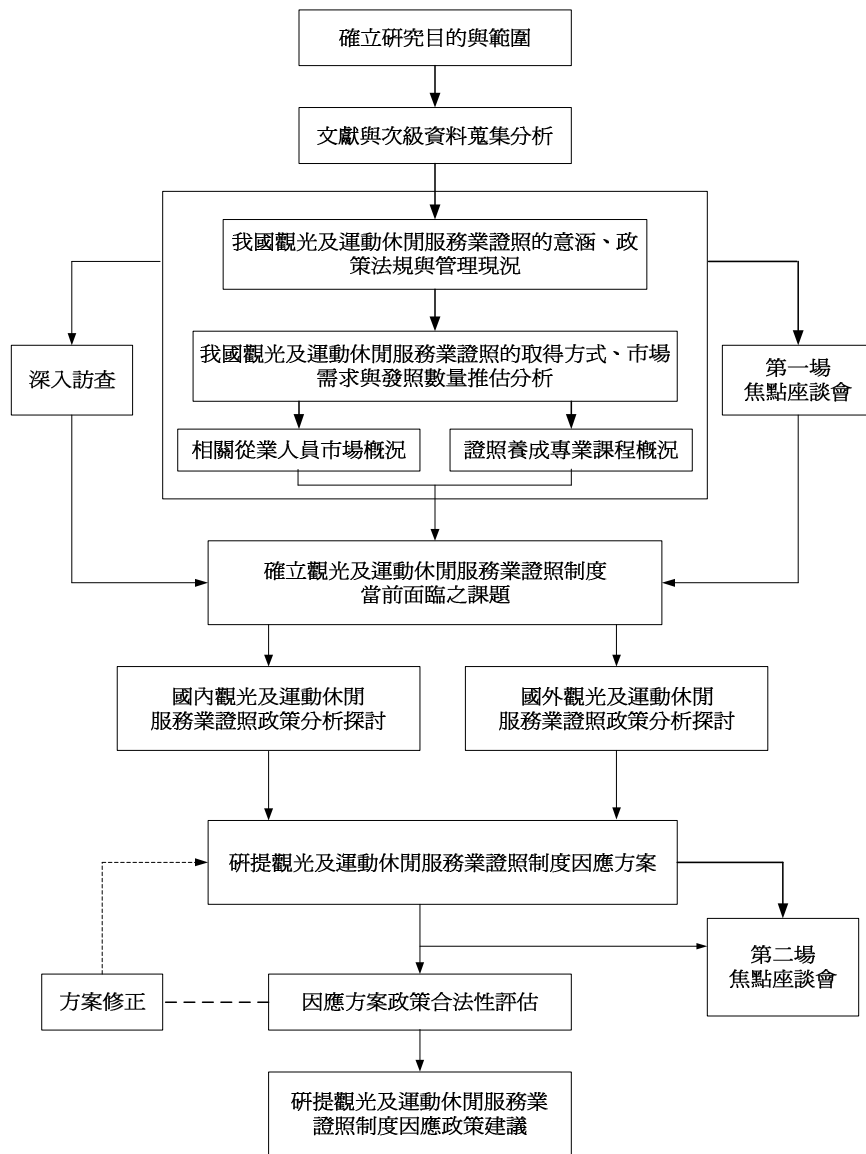 確立研究目的與範圍
文獻與次級資料蒐集分析
我國觀光及運動休閒服務業證照的意涵、政
策法規與管理現況
我國觀光及運動休閒服務業證照的取得方式、市場
需求與發照數量推估分析
深入訪查
第一場
焦點座談會
相關從業人員市場概況
證照養成專業課程概況
確立觀光及運動休閒服務業證照制度
當前面臨之課題
國內觀光及運動休閒
服務業證照政策分析探討
國外觀光及運動休閒
服務業證照政策分析探討
研提觀光及運動休閒服務業證照制度因應方案
第二場
焦點座談會
方案修正
因應方案政策合法性評估
研提觀光及運動休閒服務業
證照制度因應政策建議